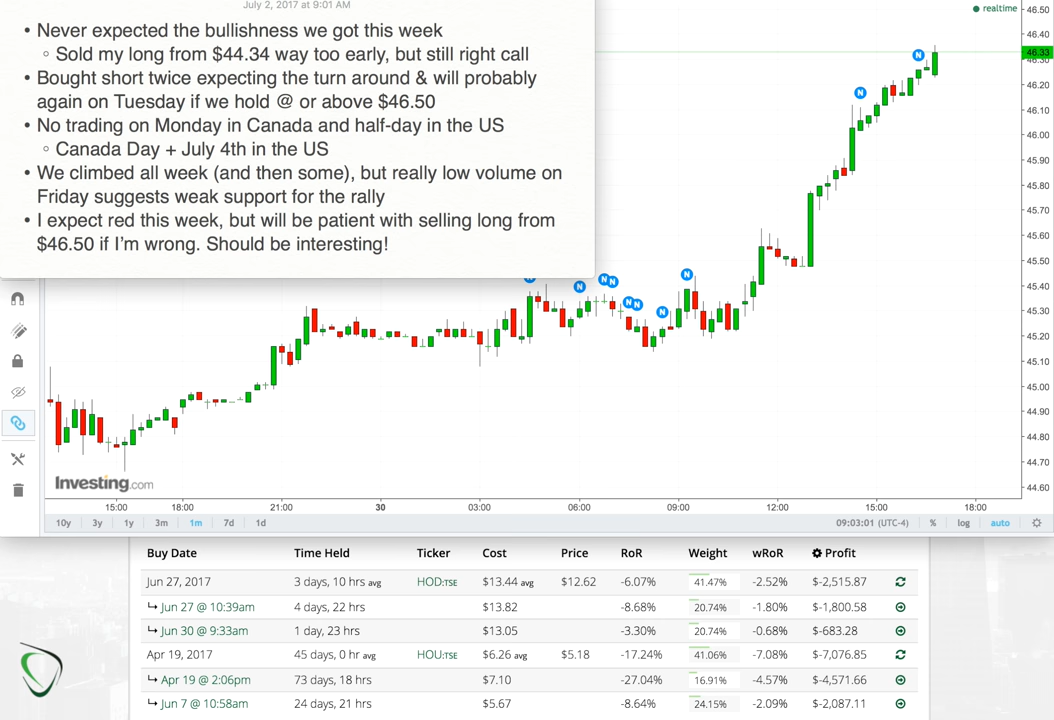 July 2, 2017 at 9:01 AM
• Never expected the bullishness we got this week
◦ Sold my long from $44.34 way too early, but still right call
• Bought short twice expecting the turn around & will probably
again on Tuesday if we hold @ or above $46.50
• No trading on Monday in Canada and half-day in the US
◦ Canada Day + July 4th in the US
• We climbed all week (and then some), but really low volume on
Friday suggests weak support for the rally
• I expect red this week, but will be patient with selling long from
$46.50 if I'm wrong. Should be interesting!
realtime
46.50
46.40
46.33
46.30
46.20
46.10
46.00
45.90
45.80
45.70
45.60
45.50
45.40
45.30
45.20
45.10
45.00
44.90
44.80
44.70
44.60
N N N N N N N N N N
Investing.com
15:00 18:00 21:00 30 03:00 06:00 09:00 12:00 15:00 18:00
10y 3y 1y 3m 1m 7d 1d 09:03:01 (UTC-4) % log auto
Buy Date Time Held Ticker Cost Price RoR Weight wRoR Profit
Jun 27, 2017 3 days, 10 hrs avg HOD:TSE $13.44 avg $12.62 -6.07% 41.47% -2.52% $-2,515.87
↳ Jun 27 @ 10:39am 4 days, 22 hrs $13.82 -8.68% 20.74% -1.80% $-1,800.58
↳ Jun 30 @ 9:33am 1 day, 23 hrs $13.05 -3.30% 20.74% -0.68% $-683.28
Apr 19, 2017 45 days, 0 hr avg HOU:TSE $6.26 avg $5.18 -17.24% 41.06% -7.08% $-7,076.85
↳ Apr 19 @ 2:06pm 73 days, 18 hrs $7.10 -27.04% 16.91% -4.57% $-4,571.66
↳ Jun 7 @ 10:58am 24 days, 21 hrs $5.67 -8.64% 24.15% -2.09% $-2,087.11